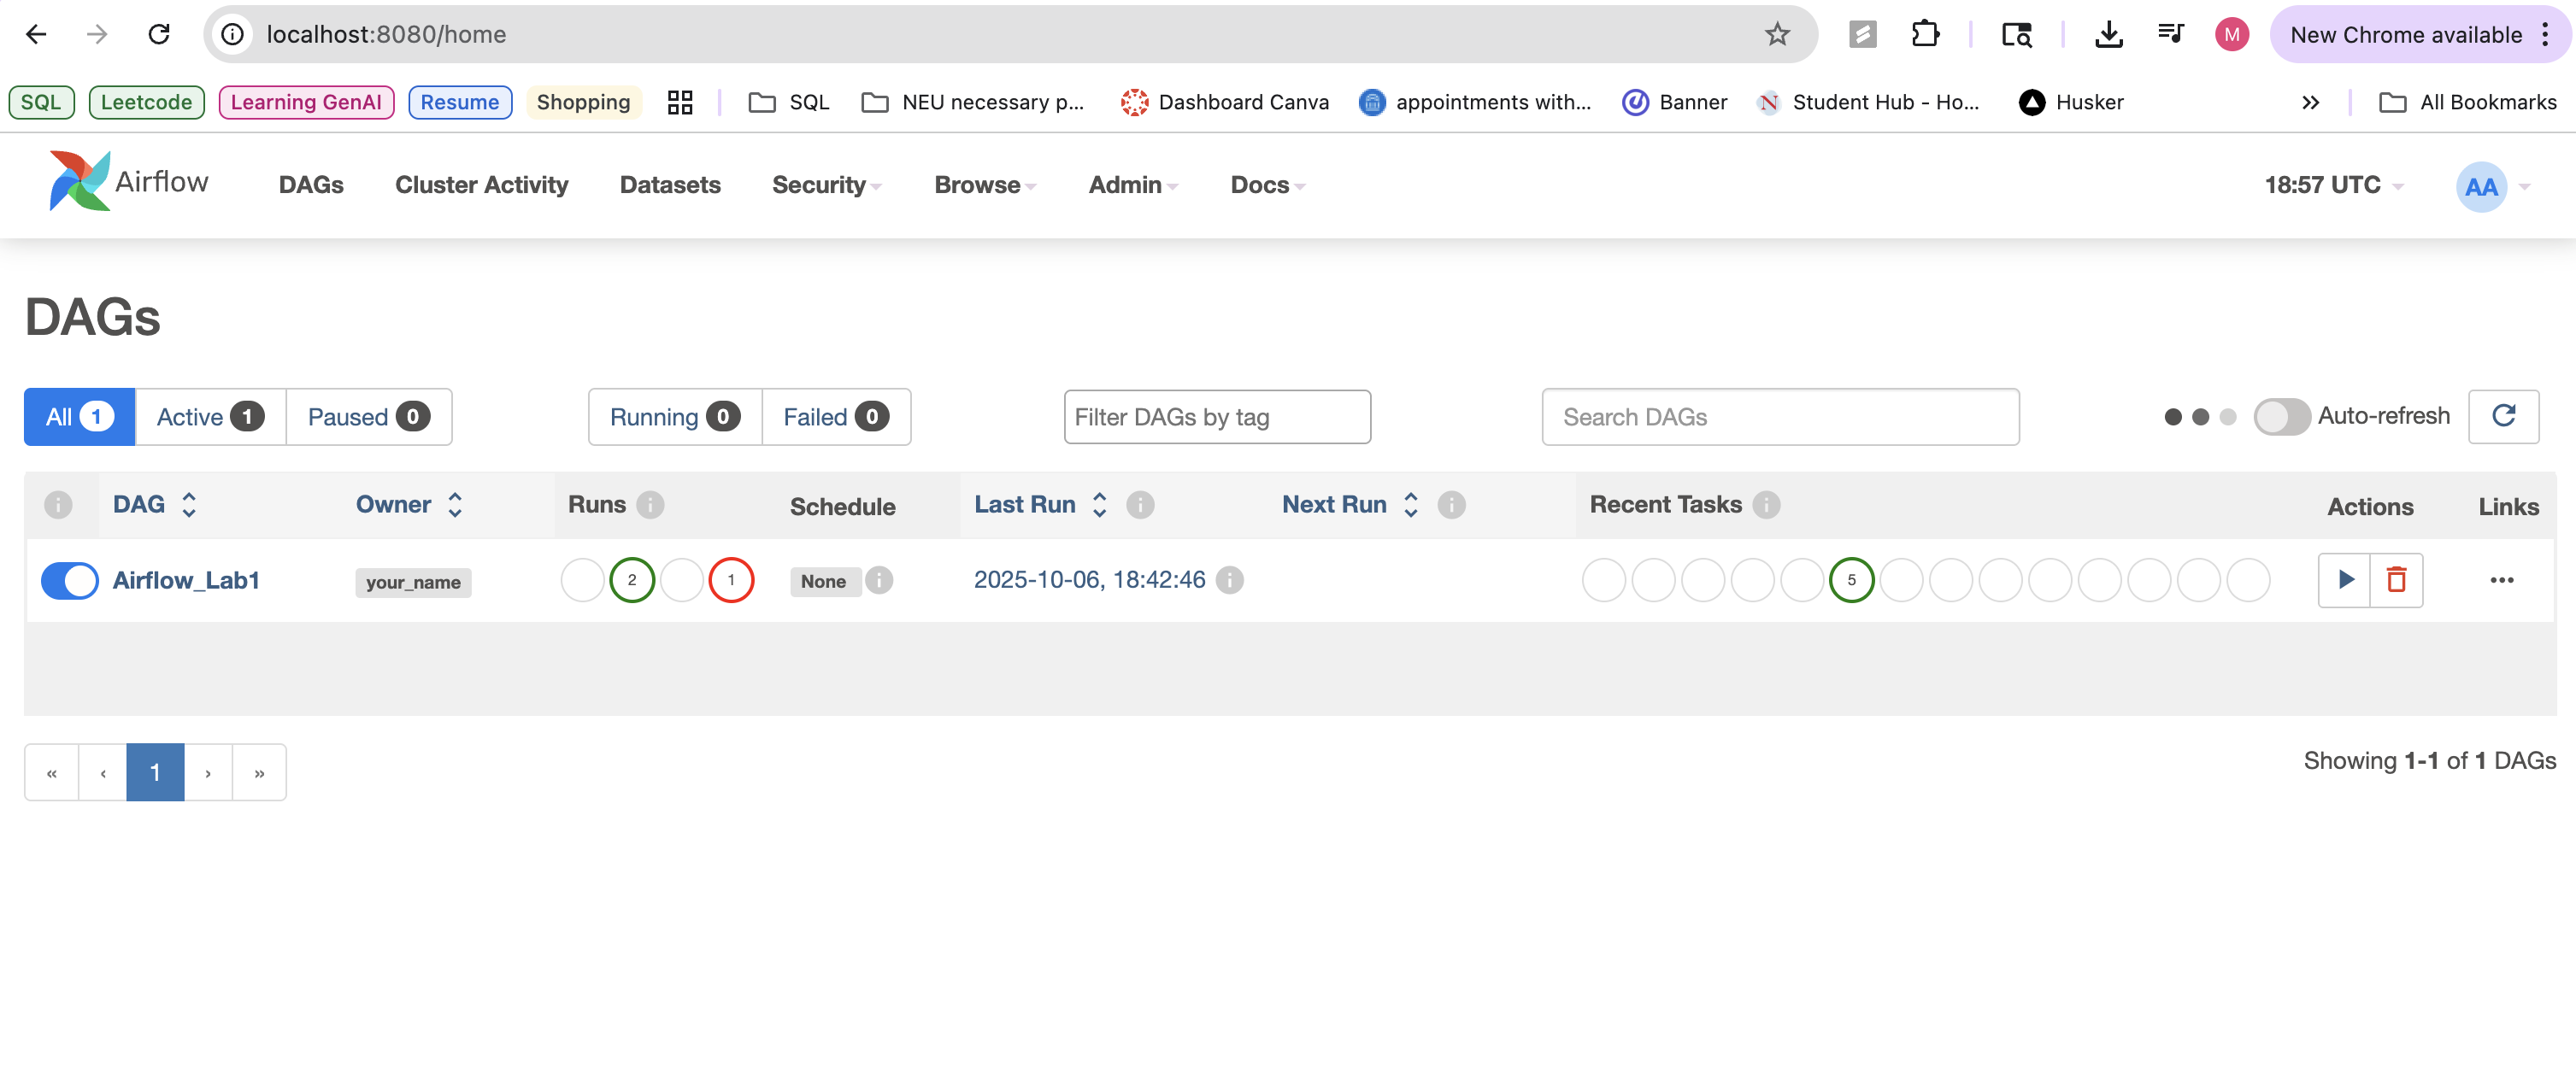 localhost:8080/home
M
New Chrome available
SQL
Leetcode
Learning GenAI
Resume
Shopping
SQL
NEU necessary p...
Dashboard Canva
appointments with...
Banner
N
Student Hub - Ho...
Husker
All Bookmarks
Airflow
DAGs
Cluster Activity
Datasets
Security
Browse
Admin
Docs
18:57 UTC
AA
DAGs
All 1
Active 1
Paused 0
Running 0
Failed 0
Filter DAGs by tag
Search DAGs
Auto-refresh
DAG
Owner
Runs
Schedule
Last Run
Next Run
Recent Tasks
Actions
Links
Airflow_Lab1
your_name
2
1
None
2025-10-06, 18:42:46
5
« ‹ 1 › »
Showing 1-1 of 1 DAGs